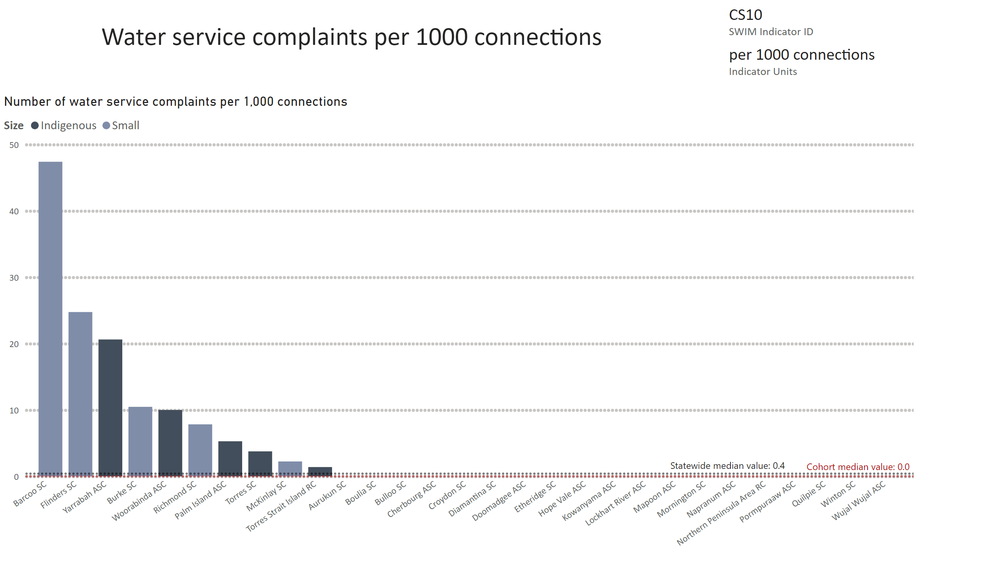 CS10
SWIM Indicator ID
Water service complaints per 1000 connections
per 1000 connections
Indicator Units
Number of water service complaints per 1,000 connections
Size Indigenous Small
50
40
30
20
10
0
Statewide median value: 0.4
Cohort median value: 0.0
Barcoo SC
Flinders SC
Yarrabah ASC
Burke SC
Woorabinda ASC
Richmond SC
Palm Island ASC
Torres SC
McKinlay SC
Torres Strait Island RC
Aurukun SC
Boulia SC
Bulloo SC
Cherbourg ASC
Croydon SC
Diamantina SC
Doomadgee ASC
Etheridge SC
Hope Vale ASC
Kowanyama ASC
Lockhart River ASC
Mapoon ASC
Mornington SC
Napranum ASC
Northern Peninsula Area RC
Pormpuraaw ASC
Quilpie SC
Winton SC
Wujal Wujal ASC